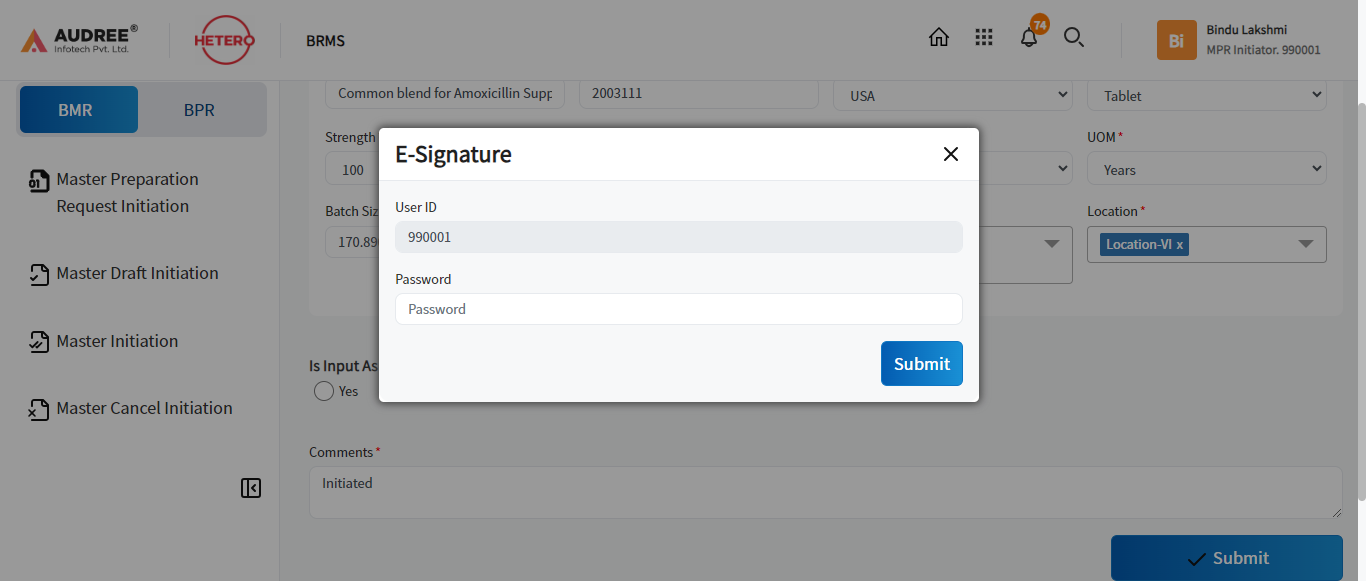 AUDREE®
Infotech Pvt. Ltd.
HETERO
BRMS
74
Bi
Bindu Lakshmi
MPR Initiator. 990001
BMR
BPR
Master Preparation
Request Initiation
Master Draft Initiation
Master Initiation
Master Cancel Initiation
Common blend for Amoxicillin Supp
2003111
USA
Tablet
Strength
UOM *
100
Years
Batch Siz
Location *
170.89
Location-VI x
E-Signature
User ID
990001
Password
Password
Submit
Is Input As
Yes
Comments *
Initiated
Submit